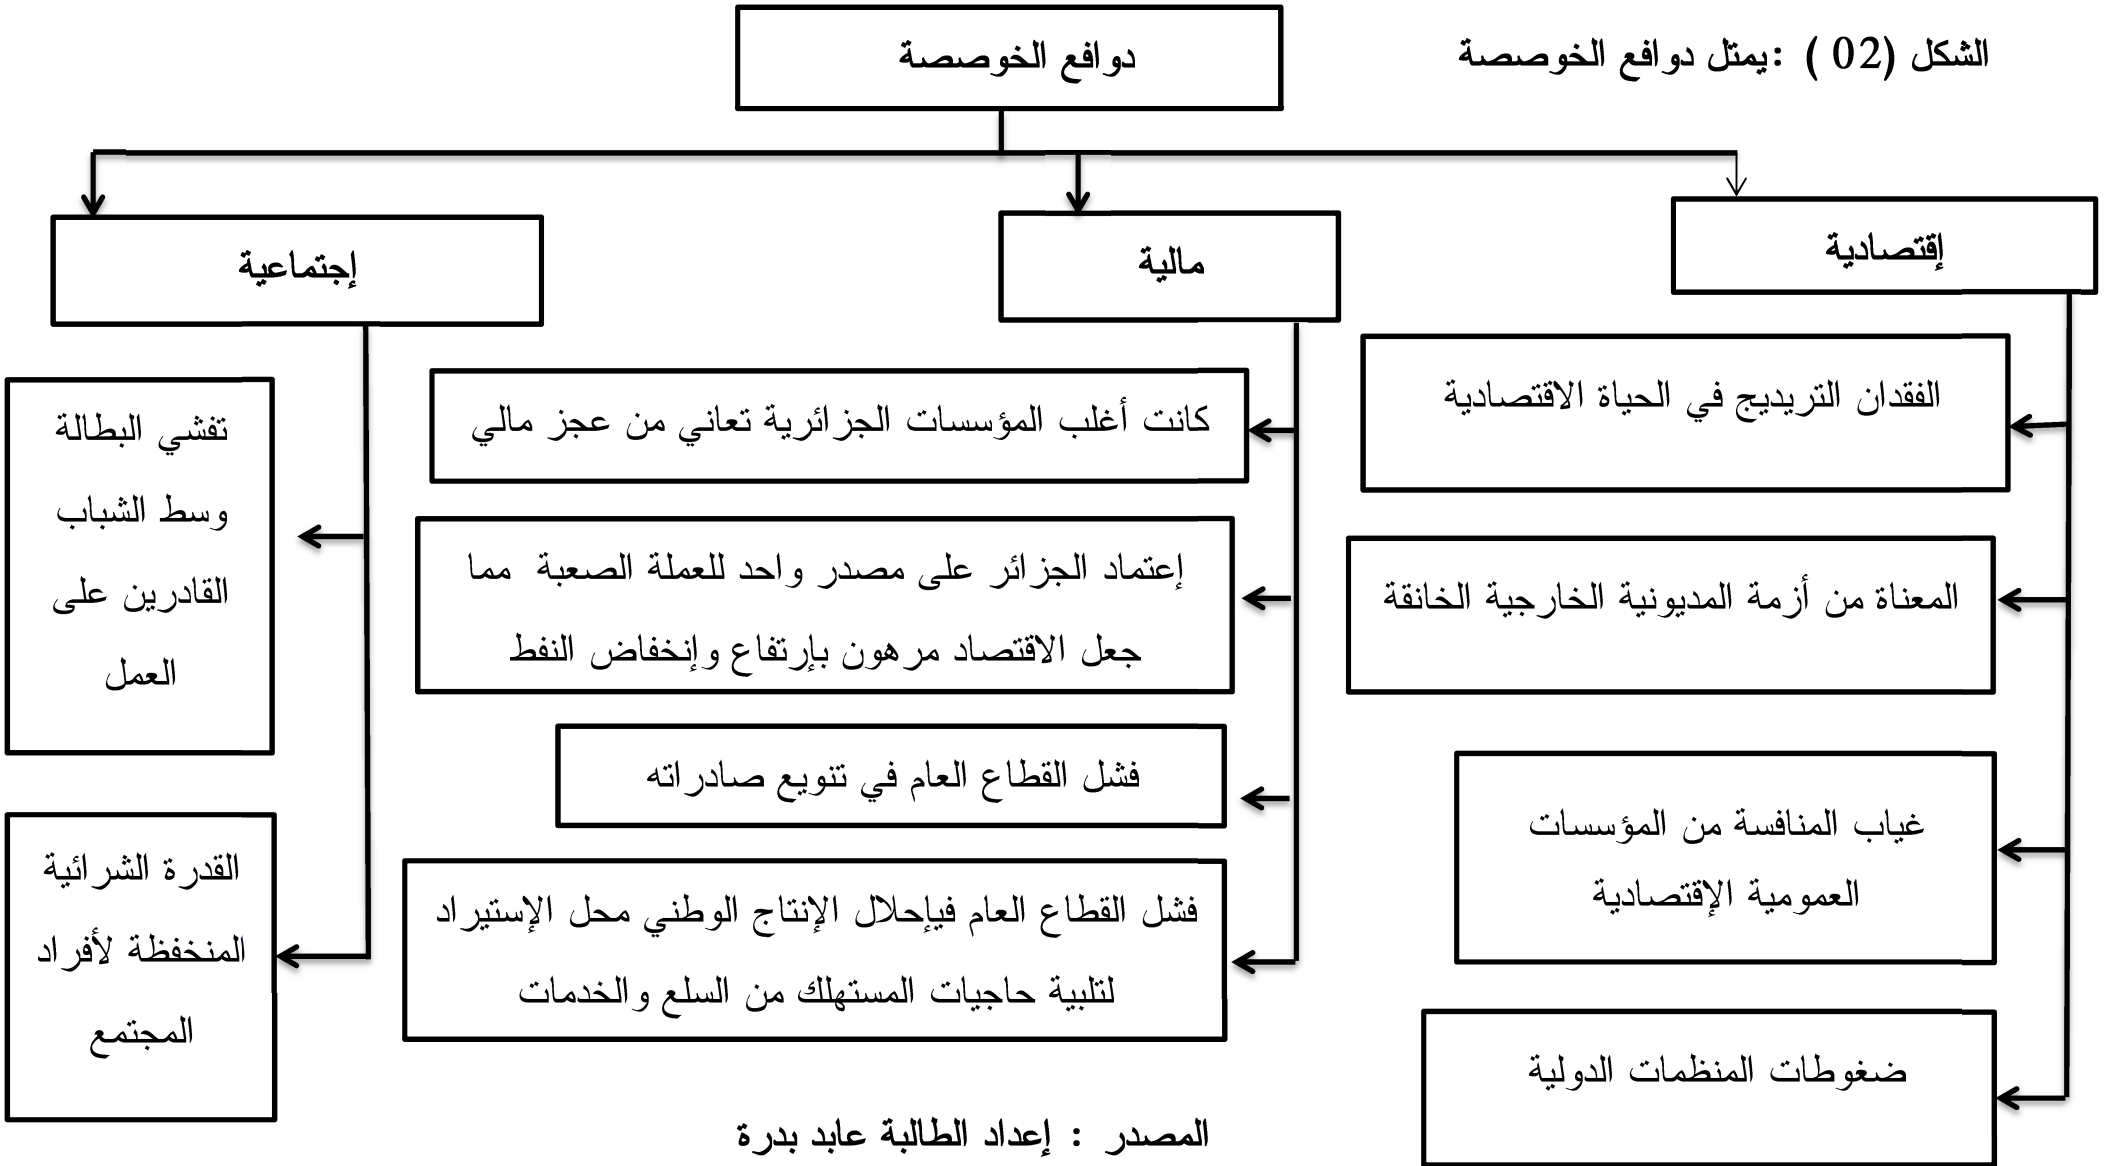 الشكل (02 ) :يمتل دوافع الخوصصة
دوافع الخوصصة
إقتصادية
الفقدان التريديج في الحياة الاقتصادية
المعناة من أزمة المديونية الخارجية الخانقة
غياب المنافسة من المؤسسات
العمومية الإقتصادية
ضغوطات المنظمات الدولية
مالية
كانت أغلب المؤسسات الجزائرية تعاني من عجز مالي
إعتماد الجزائر على مصدر واحد للعملة الصعبة مما
جعل الاقتصاد مرهون بإرتفاع وإنخفاض النفط
فشل القطاع العام في تنويع صادراته
فشل القطاع العام فيإحلال الإنتاج الوطني محل الإستيراد
لتلبية حاجيات المستهلك من السلع والخدمات
إجتماعية
تفشي البطالة
وسط الشباب
القادرين على
العمل
القدرة الشرائية
المنخفظة لأفراد
المجتمع
المصدر : إعداد الطالبة عابد بدرة